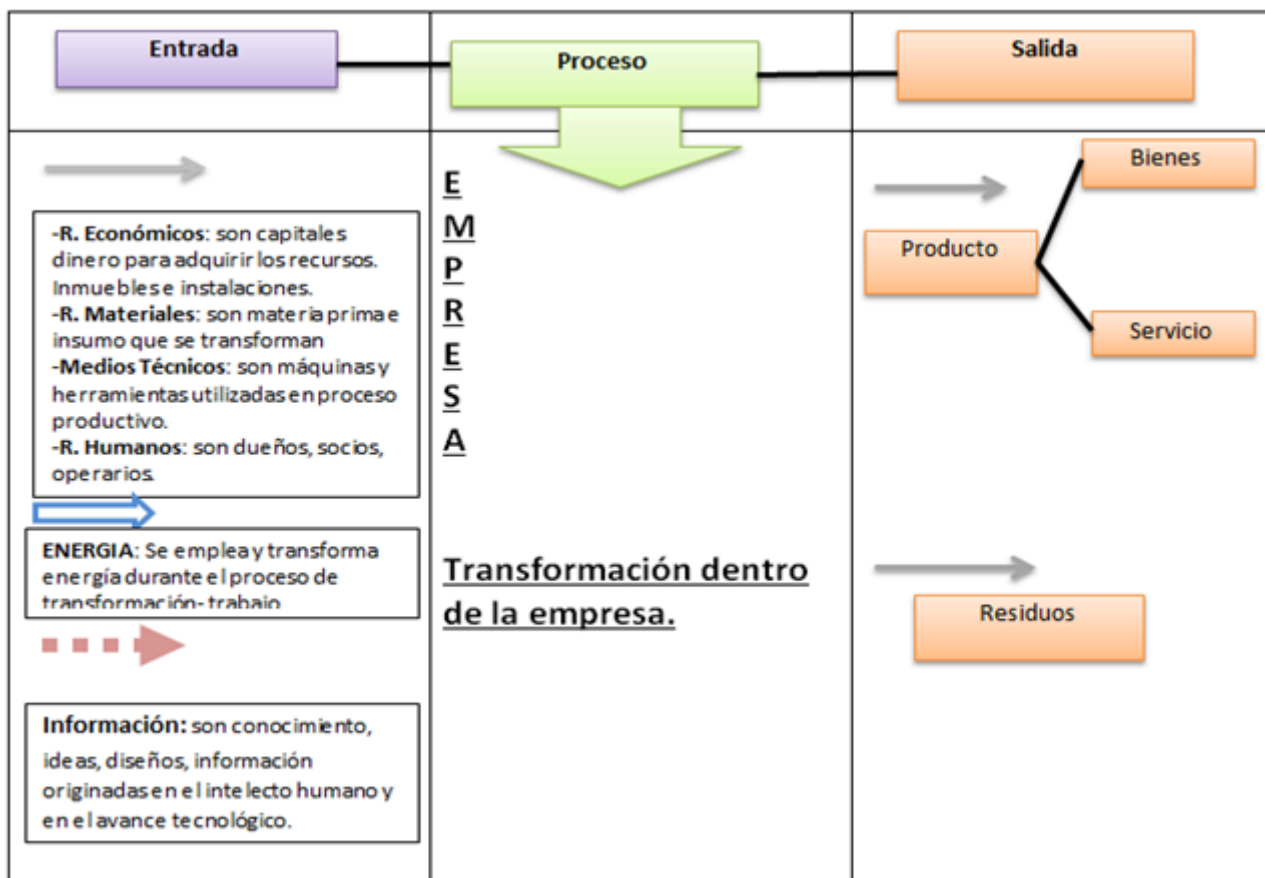 Entrada
Proceso
Salida
-R. Económicos: son capitales
dinero para adquirir los recursos.
Inmuebles e instalaciones.
-R. Materiales: son materia prima e
insumo que se transforman
-Medios Técnicos: son máquinas y
herramientas utilizadas en proceso
productivo.
-R. Humanos: son dueños, socios,
operarios.
ENERGIA: Se emplea y transforma
energía durante el proceso de
transformación- trabajo
Información: son conocimiento,
ideas, diseños, información
originadas en el intelecto humano y
en el avance tecnológico.
E
M
P
R
E
S
A
Transformación dentro
de la empresa.
Bienes
Producto
Servicio
Residuos